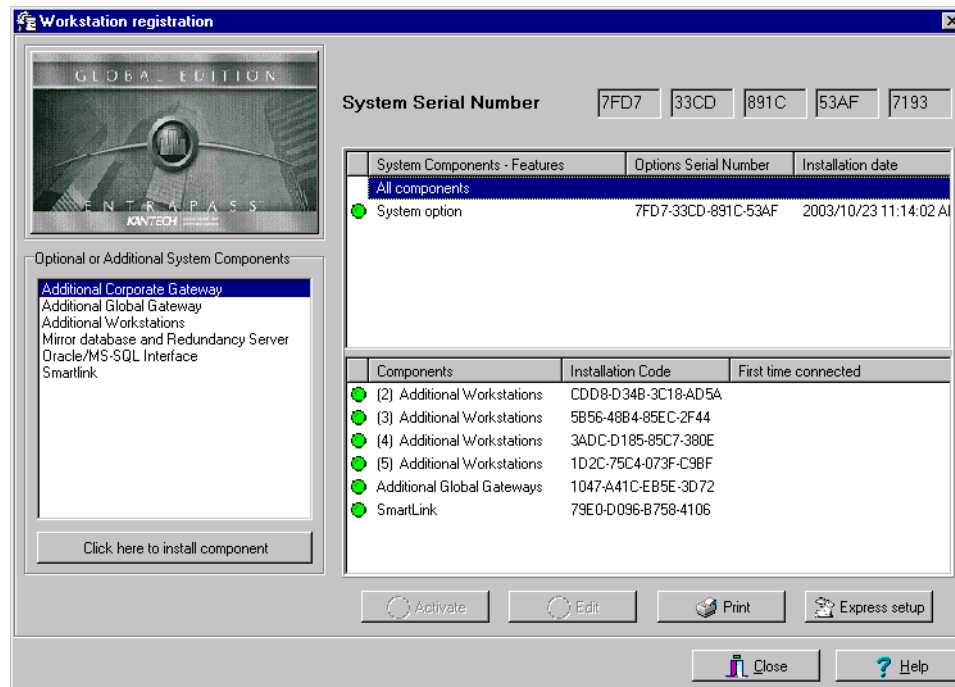 Workstation registration
GLOBAL EDITION
ENTRAPASS
KANTECH
System Serial Number 7FD7 33CD 891C 53AF 7193
System Components - Features Options Serial Number Installation date
All components
System option 7FD7-33CD-891C-53AF 2003/10/23 11:14:02 A
Optional or Additional System Components
Additional Corporate Gateway
Additional Global Gateway
Additional Workstations
Mirror database and Redundancy Server
Oracle/MS-SQL Interface
Smartlink
Click here to install component
Components Installation Code First time connected
(2) Additional Workstations CDD8-D34B-3C18-AD5A
(3) Additional Workstations 5B56-48B4-85EC-2F44
(4) Additional Workstations 3ADC-D185-85C7-380E
(5) Additional Workstations 1D2C-75C4-073F-C9BF
Additional Global Gateways 1047-A41C-EB5E-3D72
SmartLink 79E0-D096-B758-4106
Activate Edit Print Express setup
Close Help